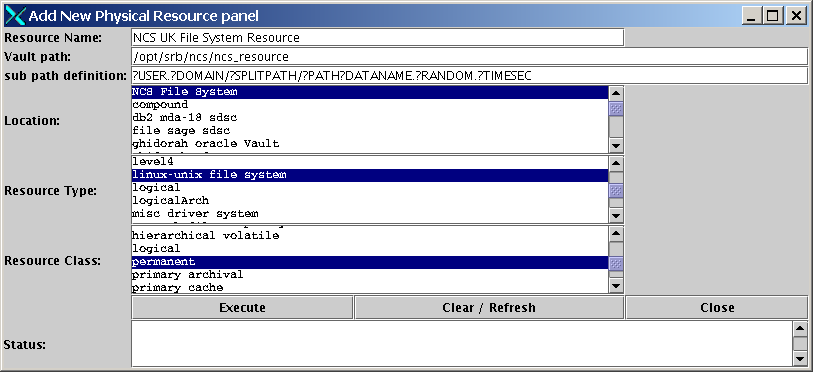 Add New Physical Resource panel
Resource Name: NCS UK File System Resource
Vault path: /opt/srb/ncs/ncs_resource
sub path definition: ?USER.?DOMAIN/?SPLITPATH/?PATH?DATANAME.?RANDOM.?TIMESEC
Location:
NCS File System
compound
db2 mda-18 sdsc
file sage sdsc
ghidorah oracle Vault
Resource Type:
level4
linux-unix file system
logical
logicalArch
misc driver system
Resource Class:
hierarchical volatile
logical
permanent
primary archival
primary cache
Execute Clear / Refresh Close
Status: